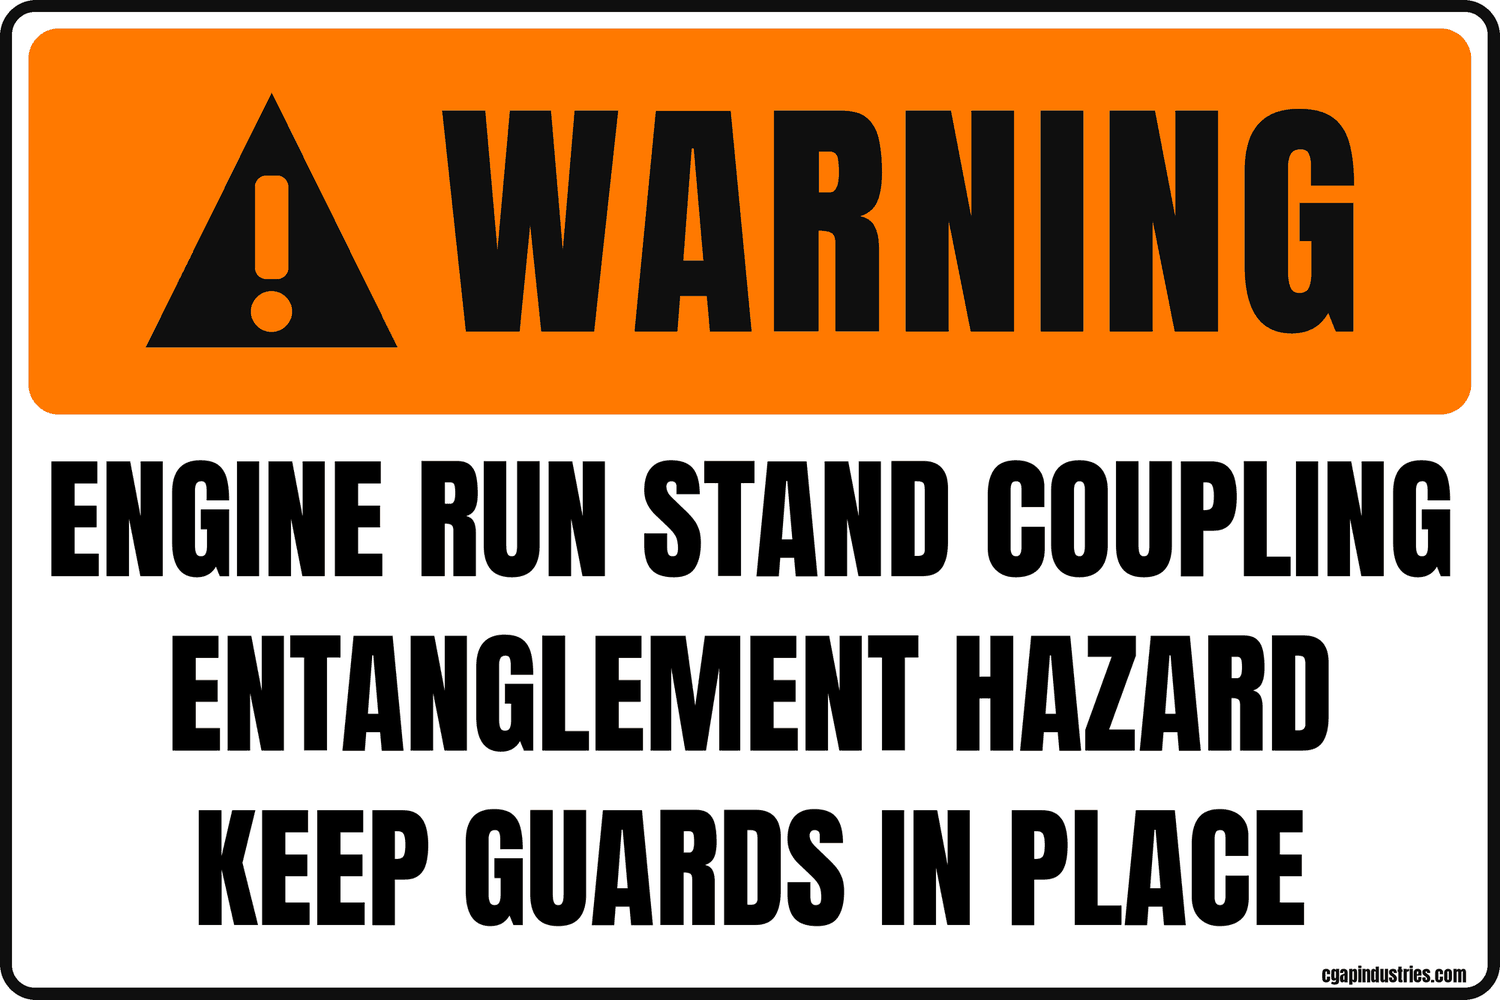 WARNING
ENGINE RUN STAND COUPLING
ENTANGLEMENT HAZARD
KEEP GUARDS IN PLACE
cgapindustries.com